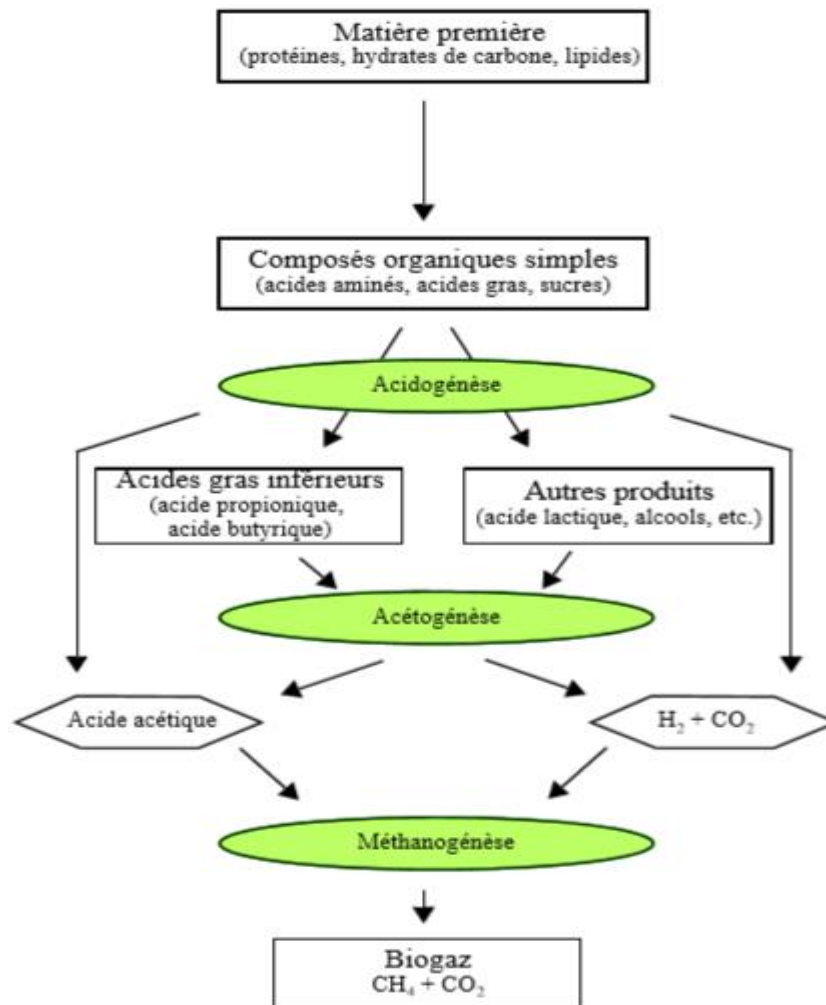 Matière première
(protéines, hydrates de carbone, lipides)
Composés organiques simples
(acides aminés, acides gras, sucres)
Acidogénèse
Acides gras inférieurs
(acide propionique,
acide butyrique)
Autres produits
(acide lactique, alcools, etc.)
Acétogénèse
Acide acétique
H₂ + CO₂
Méthanogénèse
Biogaz
CH₄ + CO₂